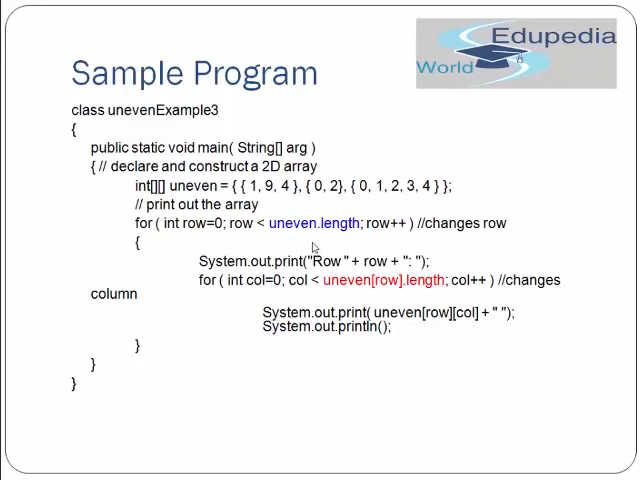 Edupedia
World
Sample Program
class unevenExample3
{
public static void main( String[] arg )
{ // declare and construct a 2D array
int[][] uneven = { { 1, 9, 4 }, { 0, 2}, { 0, 1, 2, 3, 4 } };
// print out the array
for ( int row=0; row < uneven.length; row++ ) //changes row
{
System.out.print("Row " + row + ": ");
for ( int col=0; col < uneven[row].length; col++ ) //changes
column
System.out.print( uneven[row][col] + " ");
System.out.println();
}
}
}